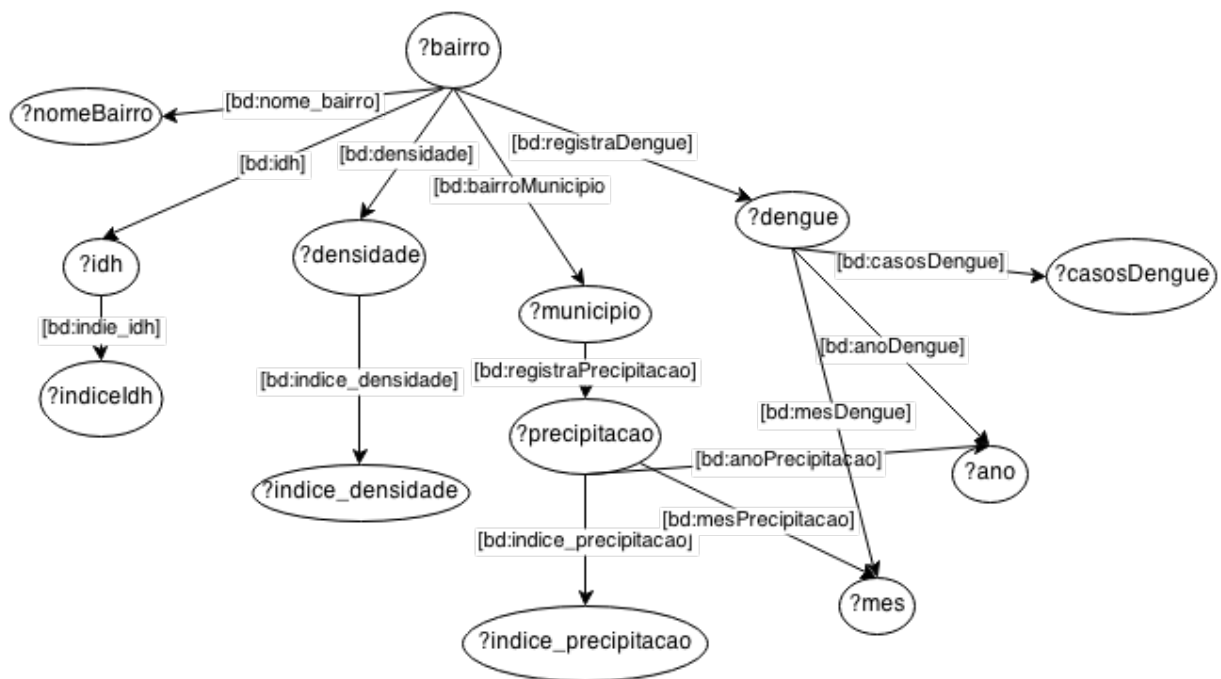 ?bairro
?nomeBairro
[bd:nome_bairro]
[bd:registraDengue]
[bd:idh]
[bd:densidade]
[bd:bairroMunicipio
?dengue
?idh
?densidade
[bd:casosDengue]
?casosDengue
?municipio
[bd:indie_idh]
[bd:anoDengue]
[bd:registraPrecipitacao]
[bd:indice_densidade]
?indiceIdh
[bd:mesDengue]
?precipitacao
[bd:anoPrecipitacao]
?ano
?indice_densidade
[bd:mesPrecipitacao]
[bd:indice_precipitacao]
?mes
?indice_precipitacao